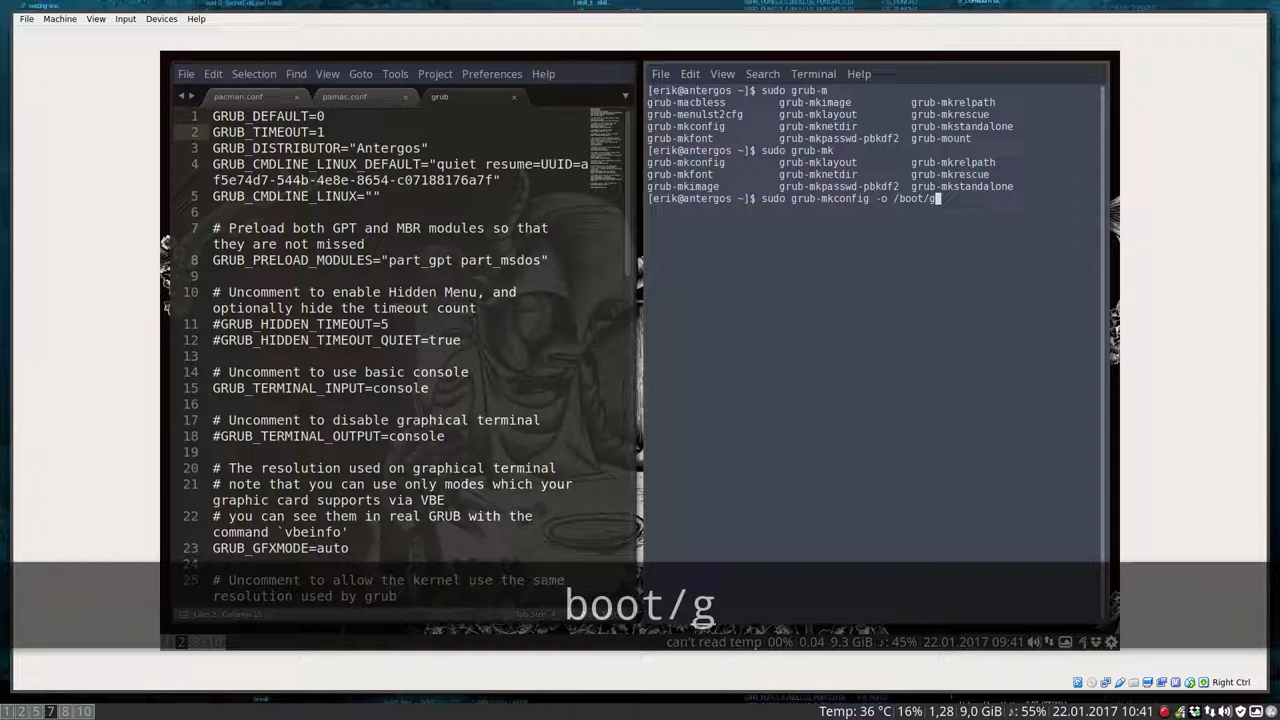 File Machine View Input Devices Help
File Edit Selection Find View Goto Tools Project Preferences Help
pacman.conf × pamac.conf × grub ×
1 GRUB_DEFAULT=0
2 GRUB_TIMEOUT=1
3 GRUB_DISTRIBUTOR="Antergos"
4 GRUB_CMDLINE_LINUX_DEFAULT="quiet resume=UUID=a
f5e74d7-544b-4e8e-8654-c07188176a7f"
5 GRUB_CMDLINE_LINUX=""
6
7 # Preload both GPT and MBR modules so that
they are not missed
8 GRUB_PRELOAD_MODULES="part_gpt part_msdos"
9
10 # Uncomment to enable Hidden Menu, and
optionally hide the timeout count
11 #GRUB_HIDDEN_TIMEOUT=5
12 #GRUB_HIDDEN_TIMEOUT_QUIET=true
13
14 # Uncomment to use basic console
15 GRUB_TERMINAL_INPUT=console
16
17 # Uncomment to disable graphical terminal
18 #GRUB_TERMINAL_OUTPUT=console
19
20 # The resolution used on graphical terminal
21 # note that you can use only modes which your
graphic card supports via VBE
22 # you can see them in real GRUB with the
command `vbeinfo'
23 GRUB_GFXMODE=auto
24
25 # Uncomment to allow the kernel use the same
resolution used by grub
Line 2, Column 15 Tab Size: 4
File Edit View Search Terminal Help
[erik@antergos ~]$ sudo grub-m
grub-macbless grub-mkimage grub-mkrelpath
grub-menulst2cfg grub-mklayout grub-mkrescue
grub-mkconfig grub-mknetdir grub-mkstandalone
grub-mkfont grub-mkpasswd-pbkdf2 grub-mount
[erik@antergos ~]$ sudo grub-mk
grub-mkconfig grub-mklayout grub-mkrelpath
grub-mkfont grub-mknetdir grub-mkrescue
grub-mkimage grub-mkpasswd-pbkdf2 grub-mkstandalone
[erik@antergos ~]$ sudo grub-mkconfig -o /boot/g
boot/g
2 8 10 can't read temp 00% 0.04 9.3 GiB ♪: 45% 22.01.2017 09:41
Right Ctrl
1 2 5 7 8 10 Temp: 36 °C 16% 1,28 9,0 GiB ♪: 55% 22.01.2017 10:41